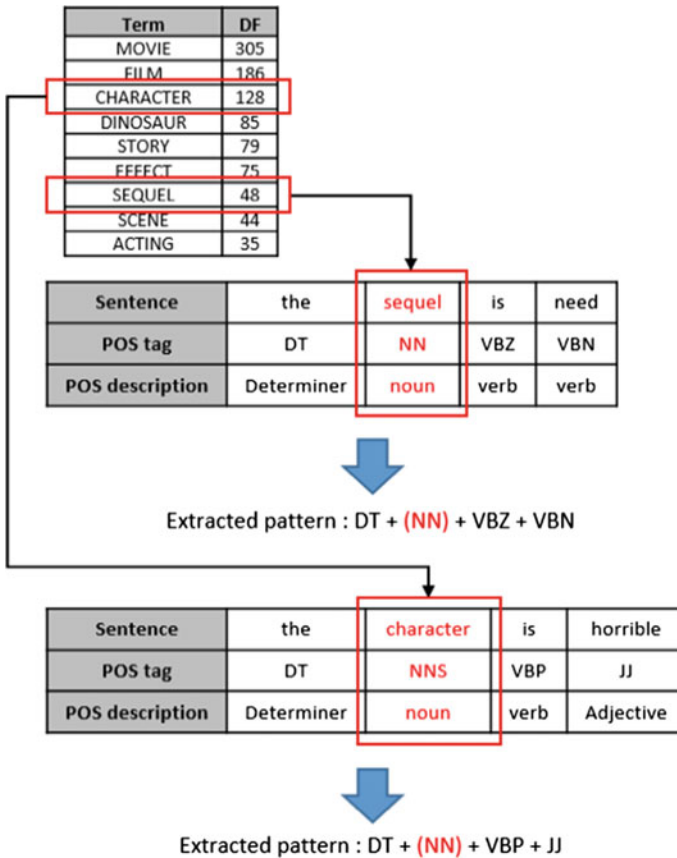 Term DF
MOVIE 305
FILM 186
CHARACTER 128
DINOSAUR 85
STORY 79
EFFECT 75
SEQUEL 48
SCENE 44
ACTING 35
Sentence the sequel is need
POS tag DT NN VBZ VBN
POS description Determiner noun verb verb
Extracted pattern : DT + (NN) + VBZ + VBN
Sentence the character is horrible
POS tag DT NNS VBP JJ
POS description Determiner noun verb Adjective
Extracted pattern : DT + (NN) + VBP + JJ